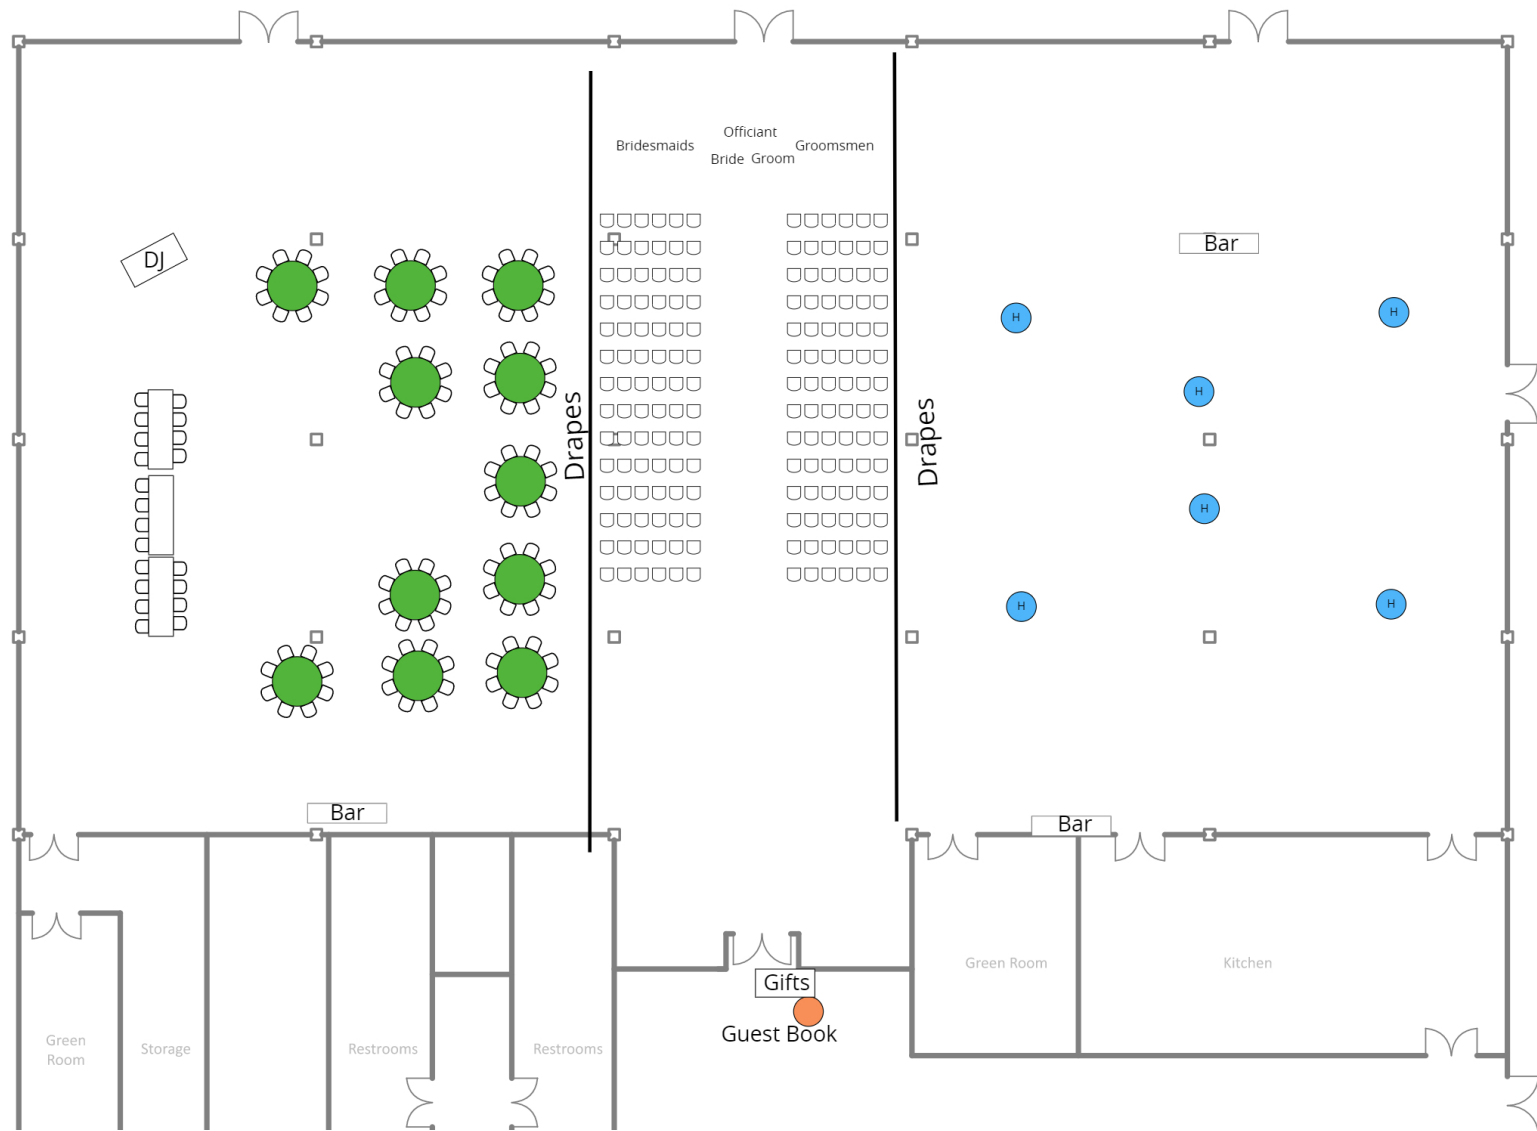 Officiant
Bridesmaids
Groomsmen
Bride
Groom
DJ
Bar
H
H
H
Drapes
Drapes
H
H
H
Bar
Bar
Green Room
Kitchen
Gifts
Guest Book
Green
Room
Storage
Restrooms
Restrooms